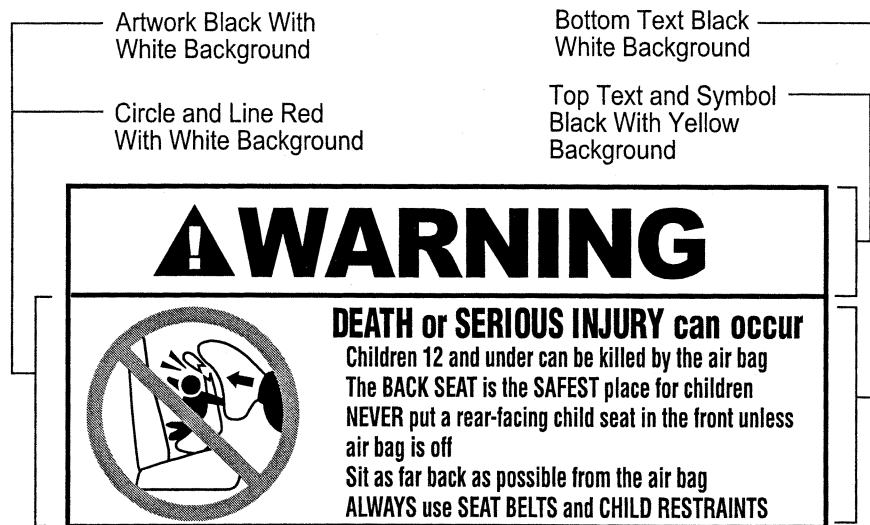 Artwork Black With
White Background
Circle and Line Red
With White Background
Bottom Text Black
White Background
Top Text and Symbol
Black With Yellow
Background
! WARNING
DEATH or SERIOUS INJURY can occur
Children 12 and under can be killed by the air bag
The BACK SEAT is the SAFEST place for children
NEVER put a rear-facing child seat in the front unless
air bag is off
Sit as far back as possible from the air bag
ALWAYS use SEAT BELTS and CHILD RESTRAINTS